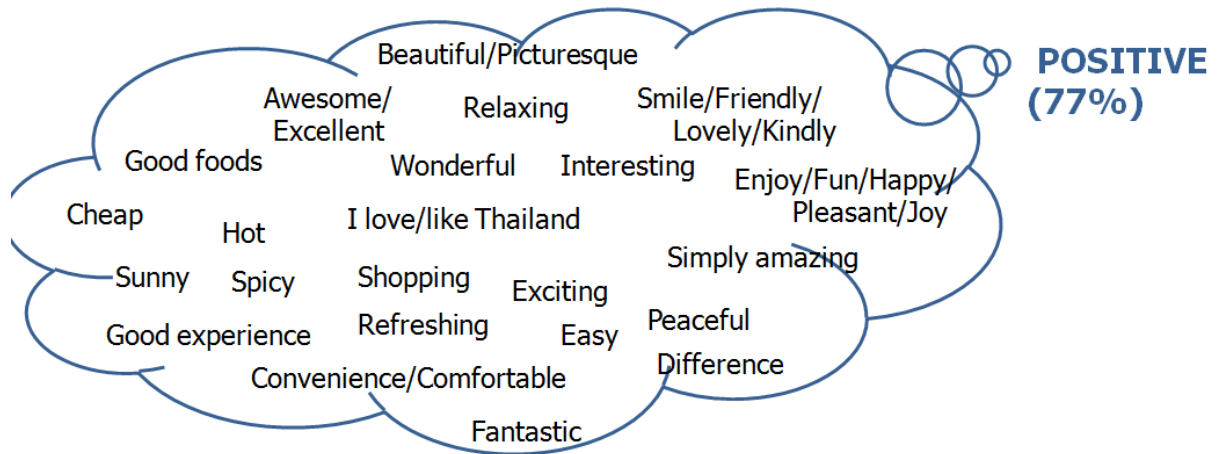 Beautiful/Picturesque
POSITIVE
(77%)
Awesome/
Excellent
Relaxing
Smile/Friendly/
Lovely/Kindly
Good foods
Wonderful
Interesting
Enjoy/Fun/Happy/
Pleasant/Joy
Cheap
Hot
I love/like Thailand
Simply amazing
Sunny
Spicy
Shopping
Exciting
Good experience
Refreshing
Easy
Peaceful
Difference
Convenience/Comfortable
Fantastic